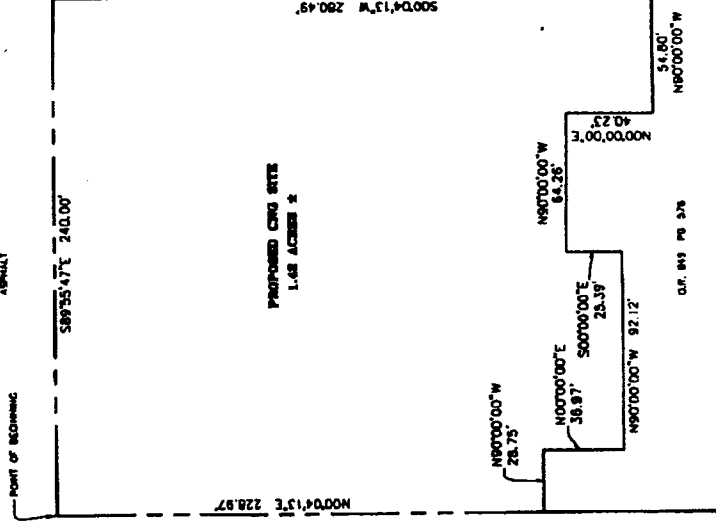 ASPHALT
POINT OF BEGINNING
S89°55'47"E 240.00'
S00°04'13"W 280.49'
PROPOSED CNG SITE
1.48 ACRES ±
54.80'
N90°00'00"W
N00°00'00"E
40.23'
N90°00'00"W
64.26'
S00°00'00"E
25.39'
N90°00'00"W 92.12'
N00°00'00"E
36.97'
N90°00'00"W
28.75'
N00°04'13"E 228.97'
O.R. 849 PG 576